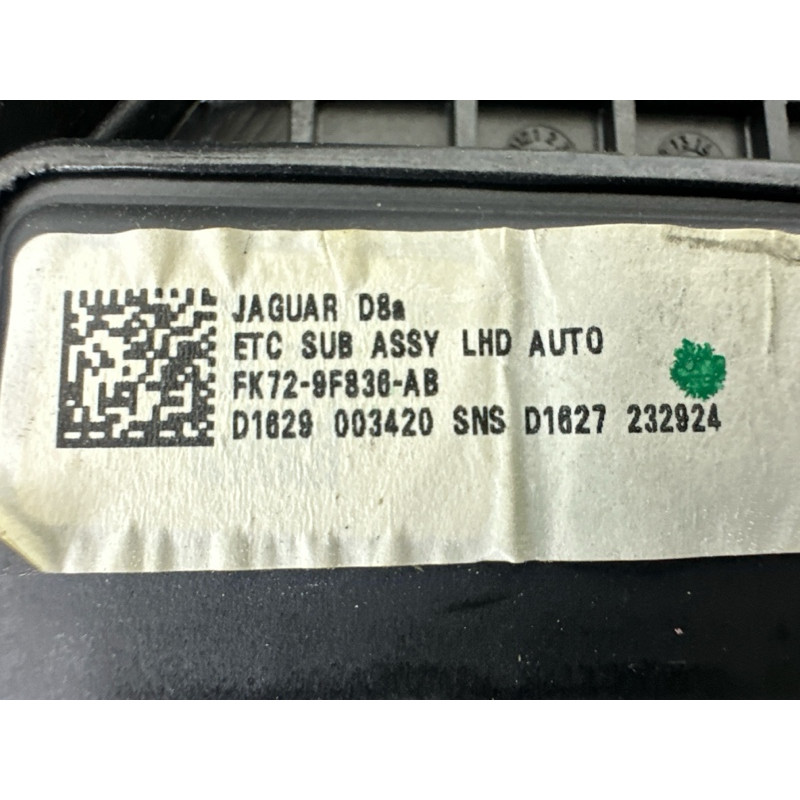 JAGUAR D8a
ETC SUB ASSY LHD AUTO
FK72-9F836-AB
D1629 003420 SNS D1627 232924